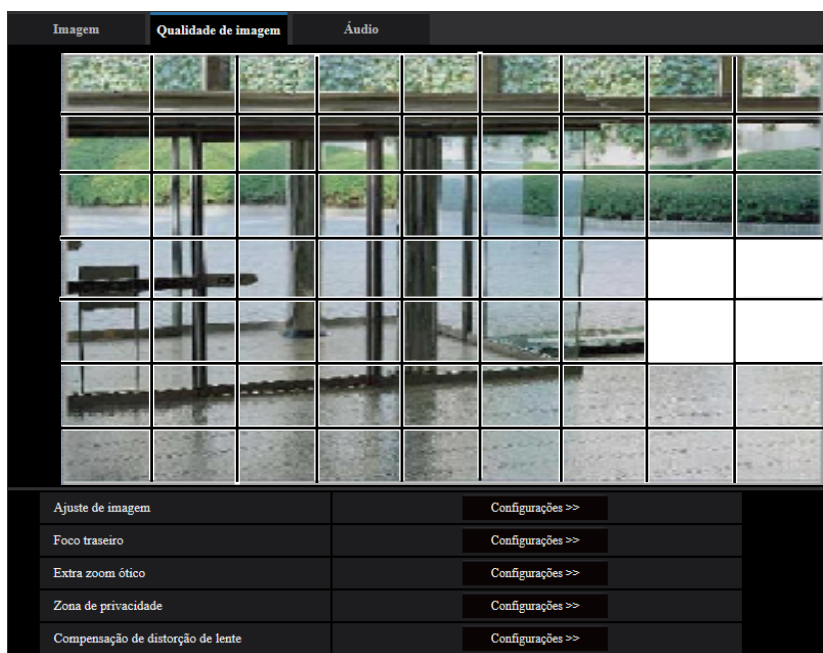 Imagem Qualidade de imagem Áudio
Ajuste de imagem Configurações >>
Foco traseiro Configurações >>
Extra zoom ótico Configurações >>
Zona de privacidade Configurações >>
Compensação de distorção de lente Configurações >>